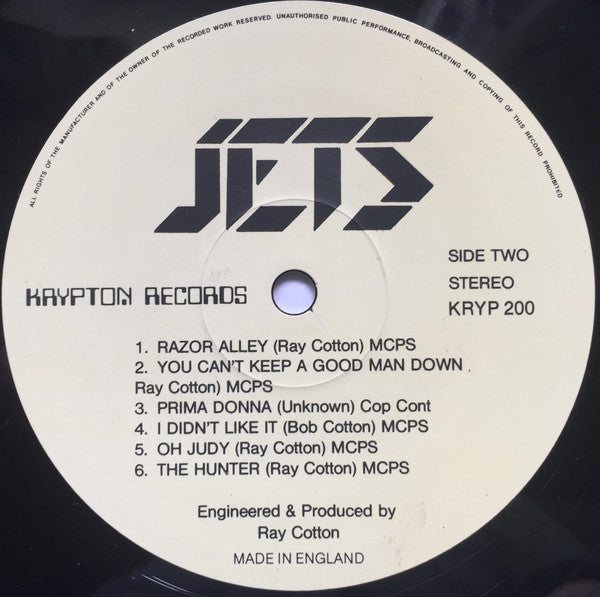 ALL RIGHTS OF THE MANUFACTURER AND OF THE OWNER OF THE RECORDED WORK RESERVED. UNAUTHORISED PUBLIC PERFORMANCE, BROADCASTING AND COPYING OF THIS RECORD PROHIBITED
JETS
SIDE TWO
STEREO
KRYP 200
KRYPTON RECORDS
1. RAZOR ALLEY (Ray Cotton) MCPS
2. YOU CAN'T KEEP A GOOD MAN DOWN
Ray Cotton) MCPS
3. PRIMA DONNA (Unknown) Cop Cont
4. I DIDN'T LIKE IT (Bob Cotton) MCPS
5. OH JUDY (Ray Cotton) MCPS
6. THE HUNTER (Ray Cotton) MCPS
Engineered & Produced by
Ray Cotton
MADE IN ENGLAND